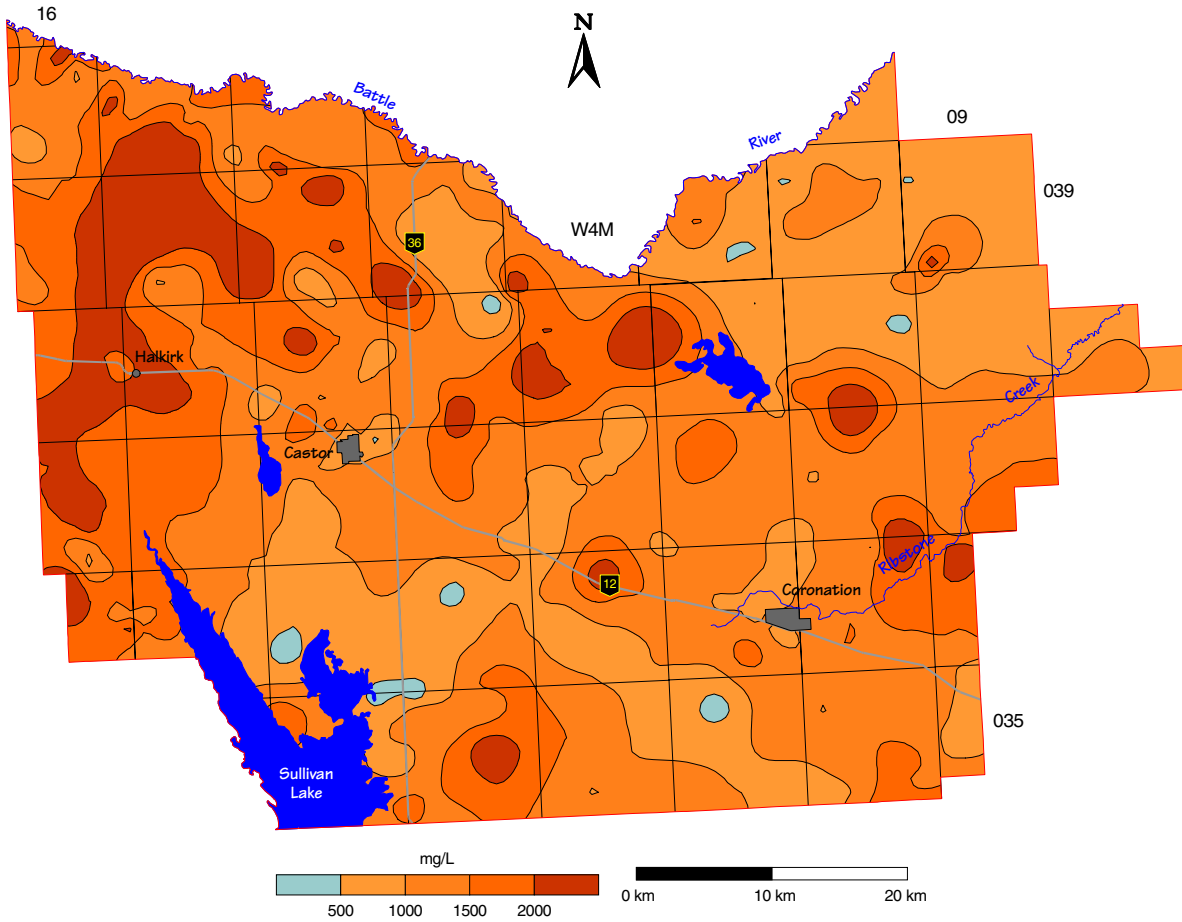 16
N
Battle
River
09
039
W4M
36
Halkirk
Creek
Castor
Ribstone
12
Coronation
035
Sullivan
Lake
mg/L
500 1000 1500 2000
0 km 10 km 20 km